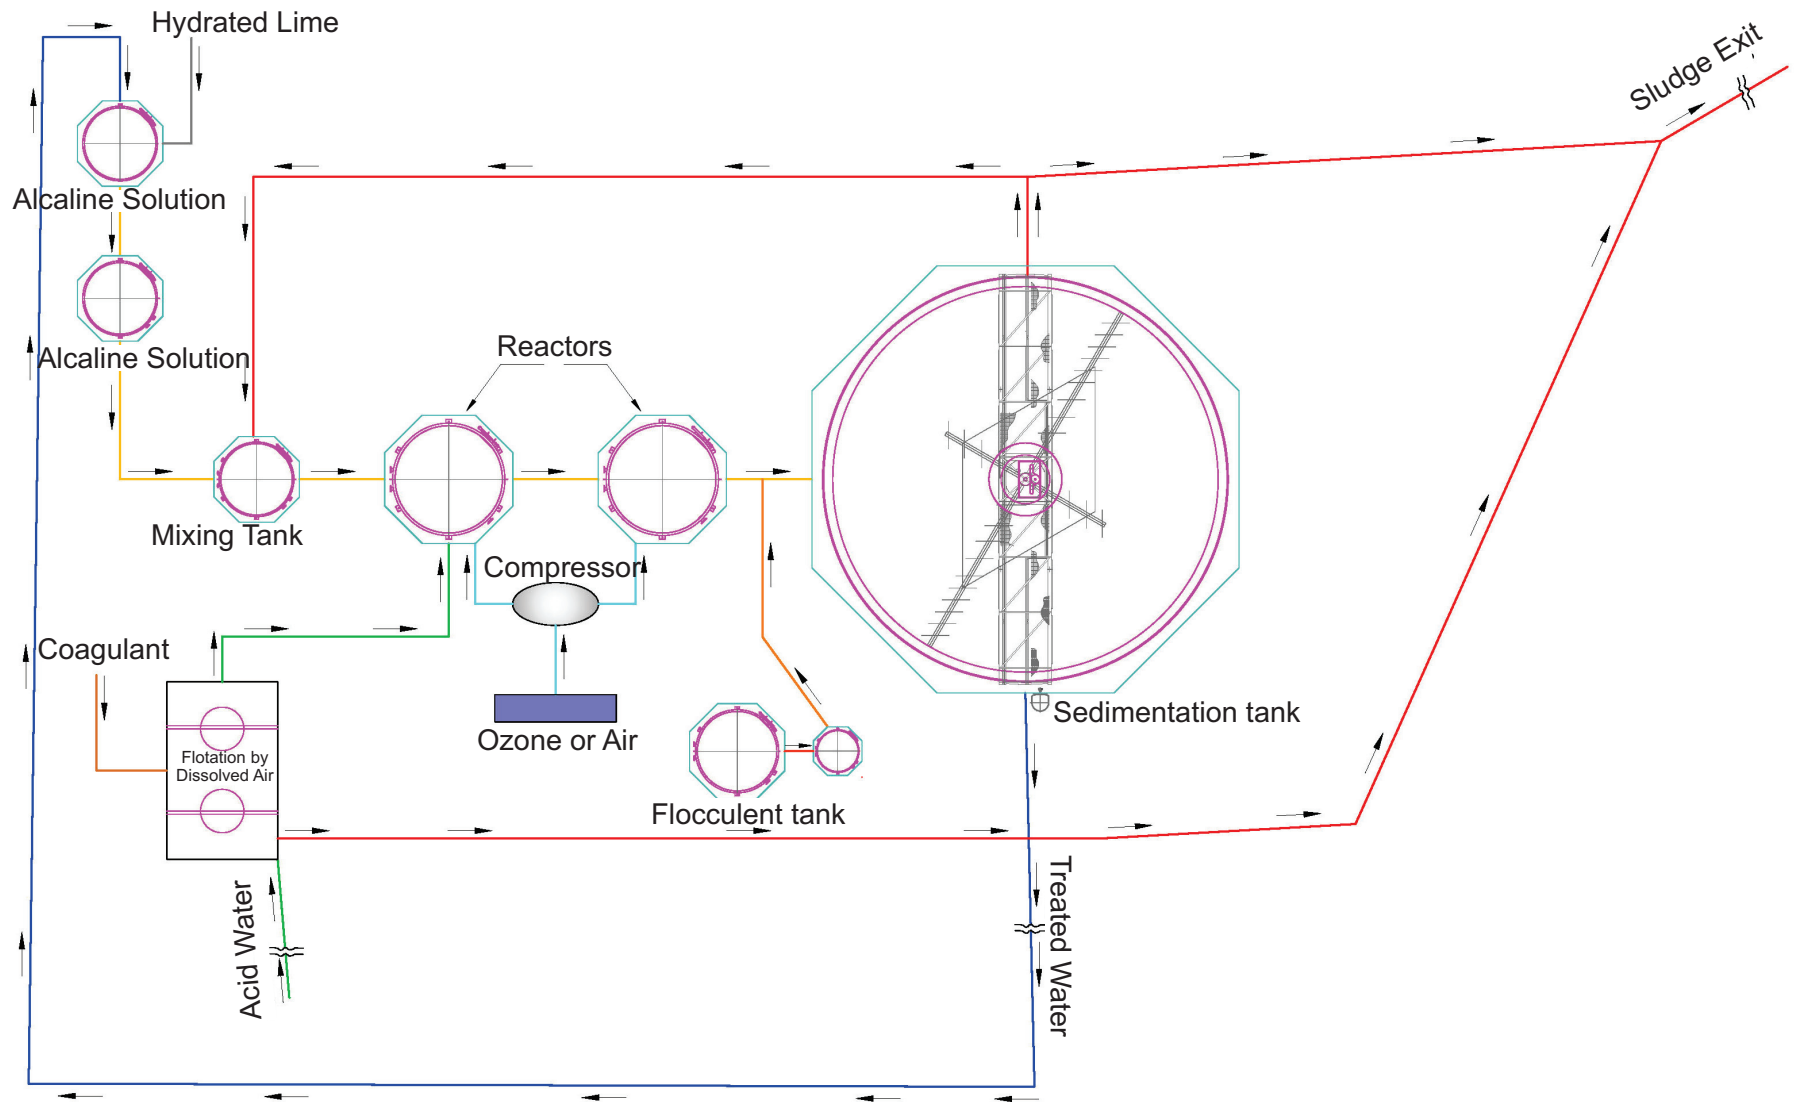 Hydrated Lime
Sludge Exit
Alcaline Solution
Alcaline Solution
Reactors
Mixing Tank
Compressor
Coagulant
Sedimentation tank
Ozone or Air
Flotation by
Dissolved Air
Flocculent tank
Acid Water
Treated Water